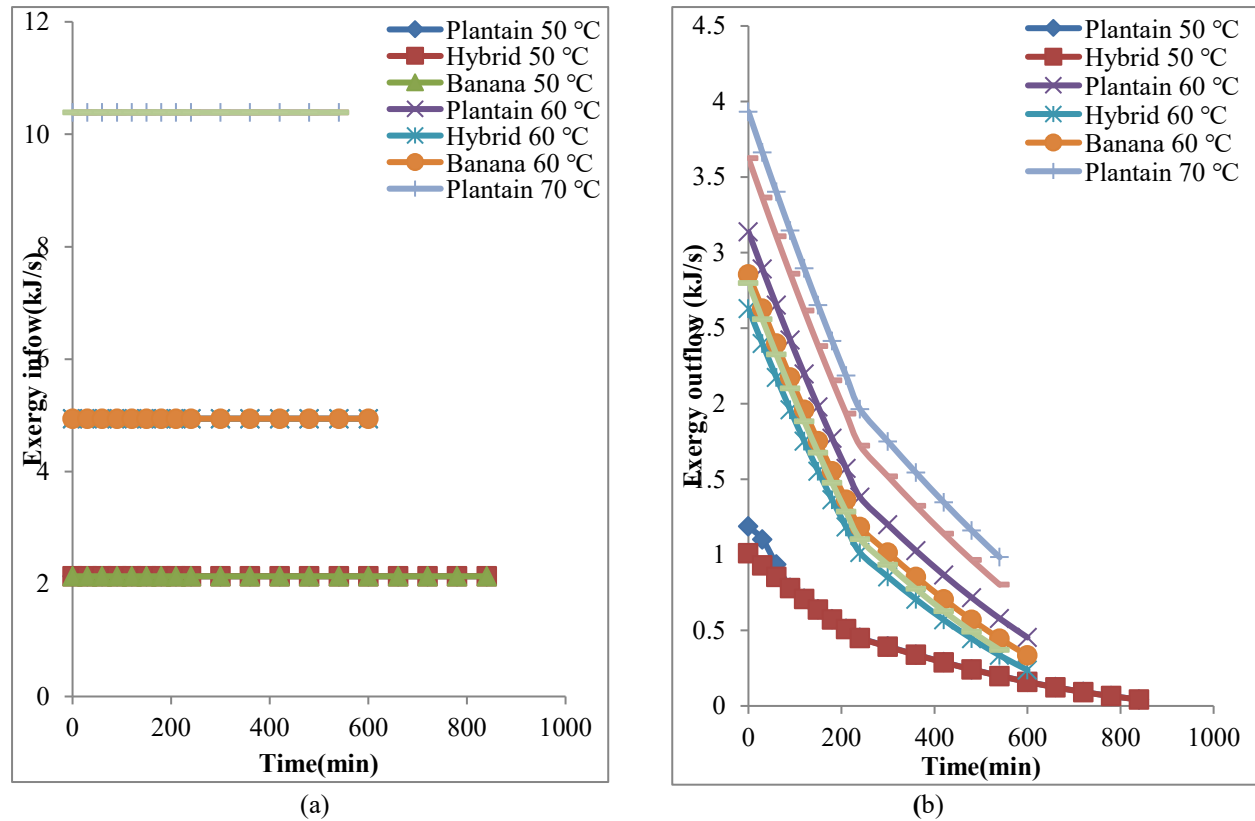 12
10
8
6
4
2
0
0
200
400
600
800
1000
Exergy infow(kJ/s)
Time(min)
Plantain 50 ℃
Hybrid 50 ℃
Banana 50 ℃
Plantain 60 ℃
Hybrid 60 ℃
Banana 60 ℃
Plantain 70 ℃
(a)
4.5
4
3.5
3
2.5
2
1.5
1
0.5
0
0
200
400
600
800
1000
Exergy outflow (kJ/s)
Time(min)
Plantain 50 ℃
Hybrid 50 ℃
Plantain 60 ℃
Hybrid 60 ℃
Banana 60 ℃
Plantain 70 ℃
(b)